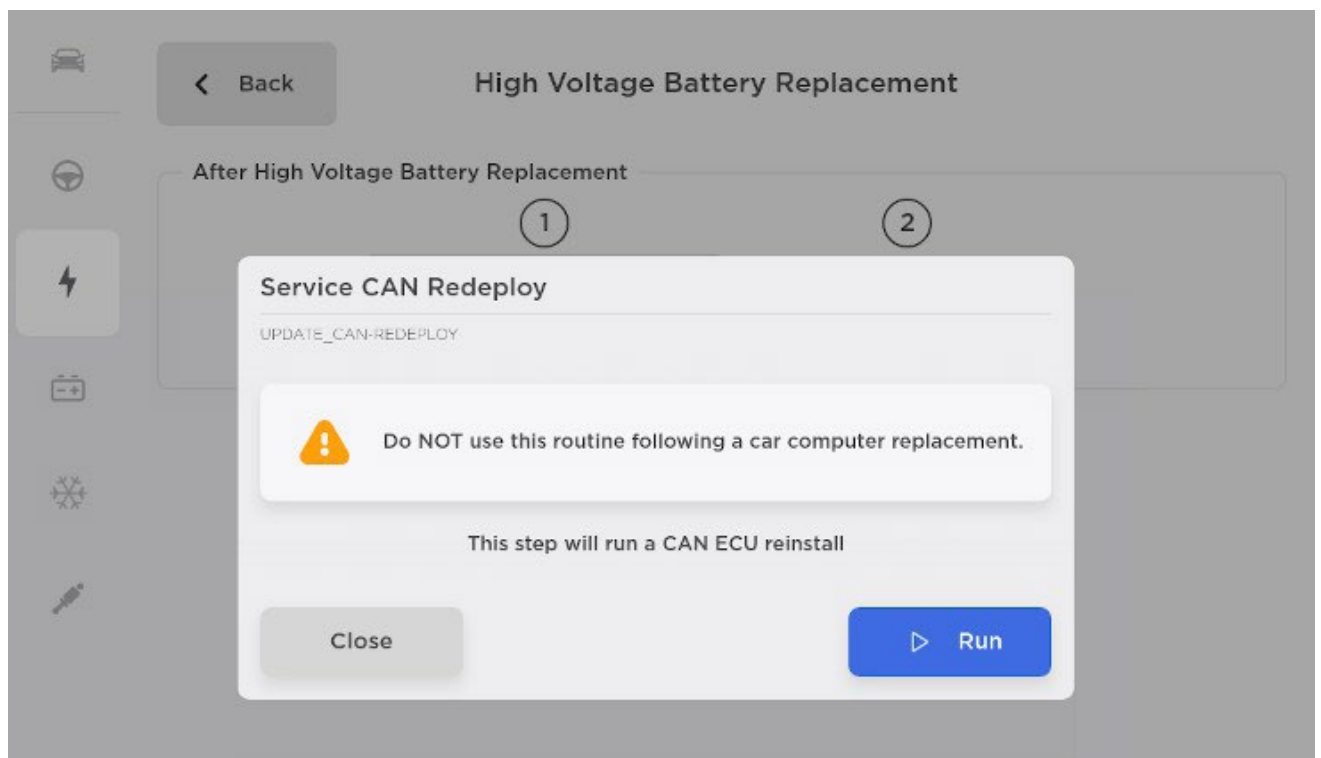 Back
High Voltage Battery Replacement
After High Voltage Battery Replacement
1
2
Service CAN Redeploy
UPDATE_CAN-REDEPLOY
Do NOT use this routine following a car computer replacement.
This step will run a CAN ECU reinstall
Close
Run